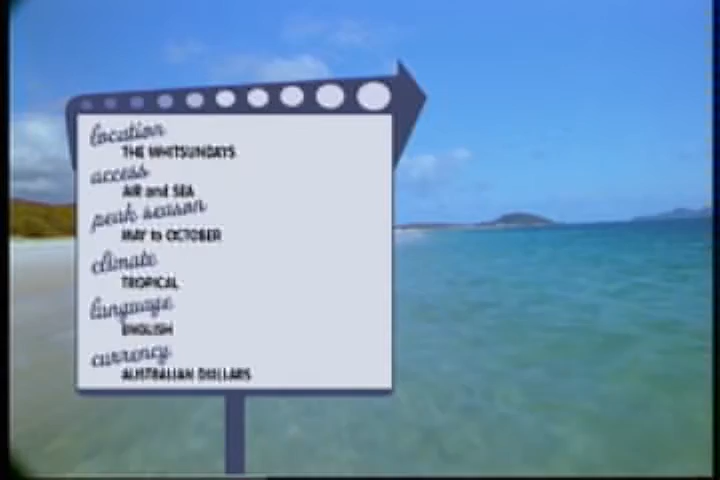 location
THE WHITSUNDAYS
access
AIR and SEA
peak season
MAY to OCTOBER
climate
TROPICAL
language
ENGLISH
currency
AUSTRALIAN DOLLARS